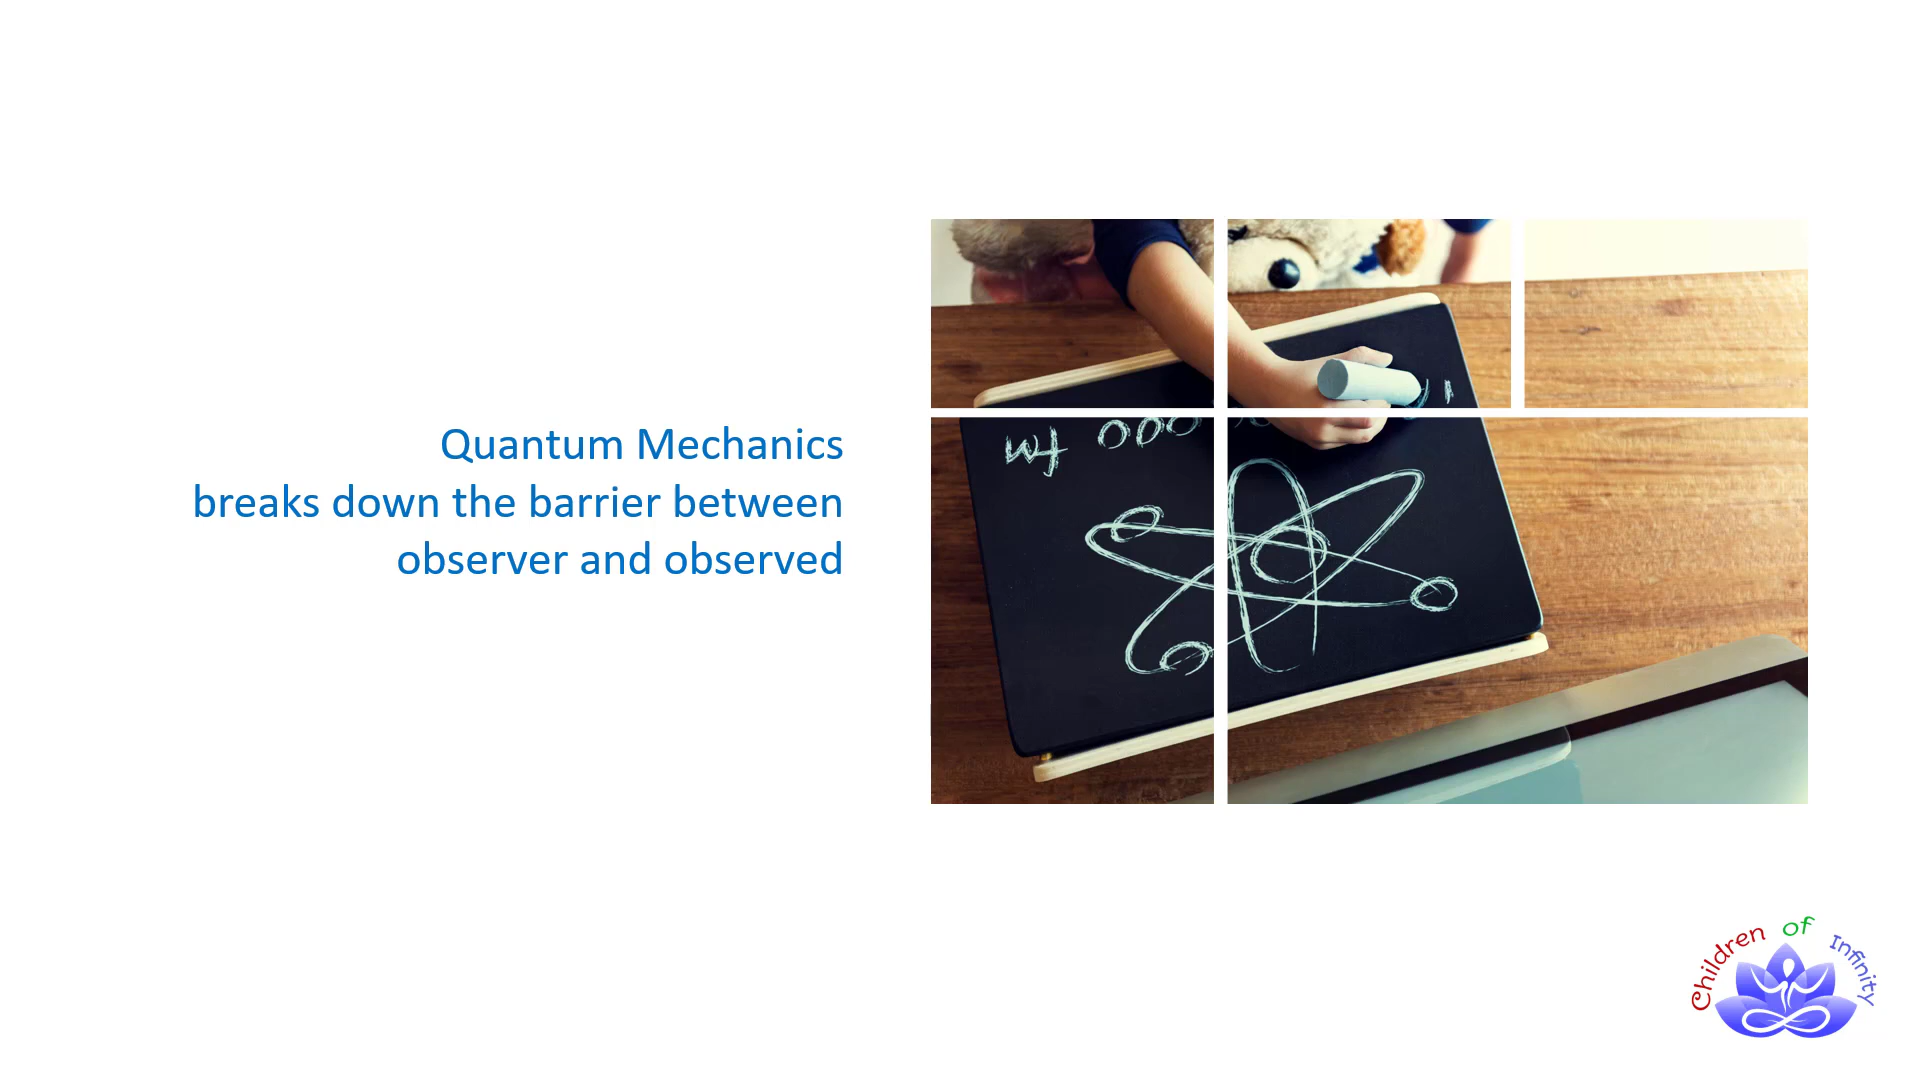 Quantum Mechanics
breaks down the barrier between
observer and observed
Children of Infinity